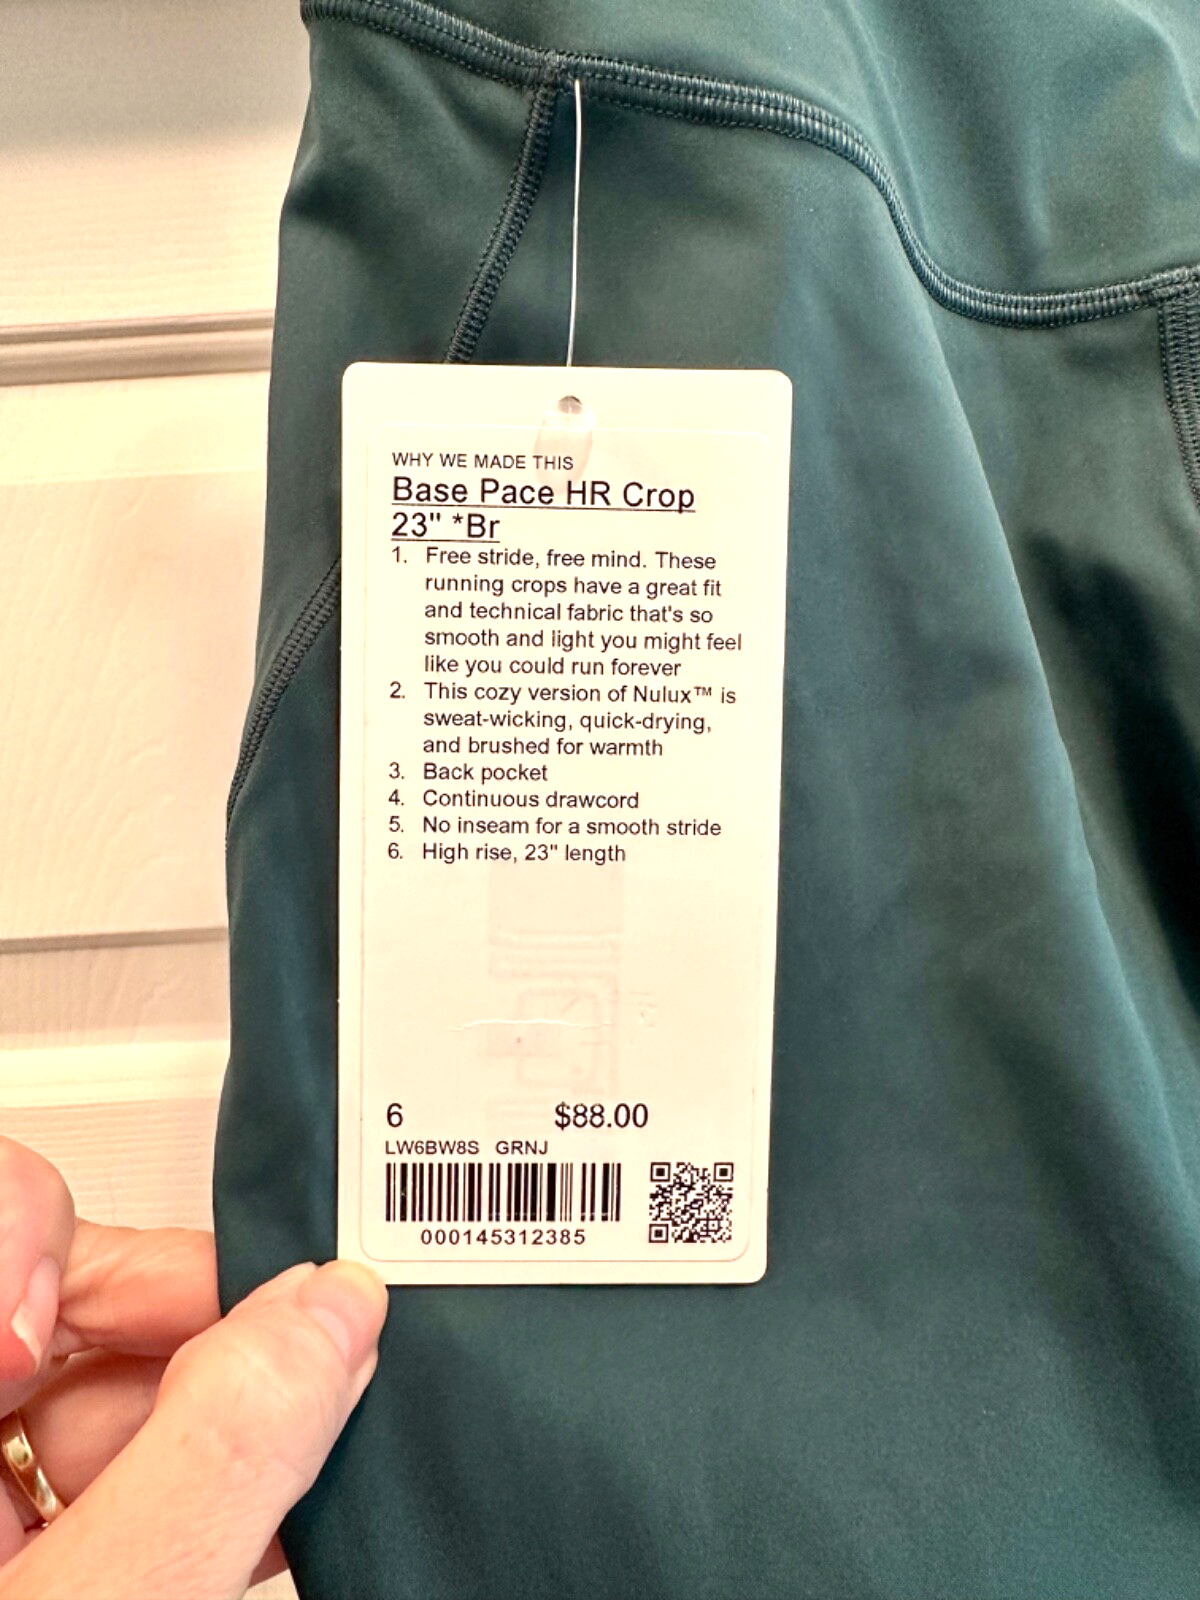 WHY WE MADE THIS
Base Pace HR Crop
23" *Br
1. Free stride, free mind. These
running crops have a great fit
and technical fabric that's so
smooth and light you might feel
like you could run forever
2. This cozy version of Nulux™ is
sweat-wicking, quick-drying,
and brushed for warmth
3. Back pocket
4. Continuous drawcord
5. No inseam for a smooth stride
6. High rise, 23" length
6 $88.00
LW6BW8S GRNJ
000145312385